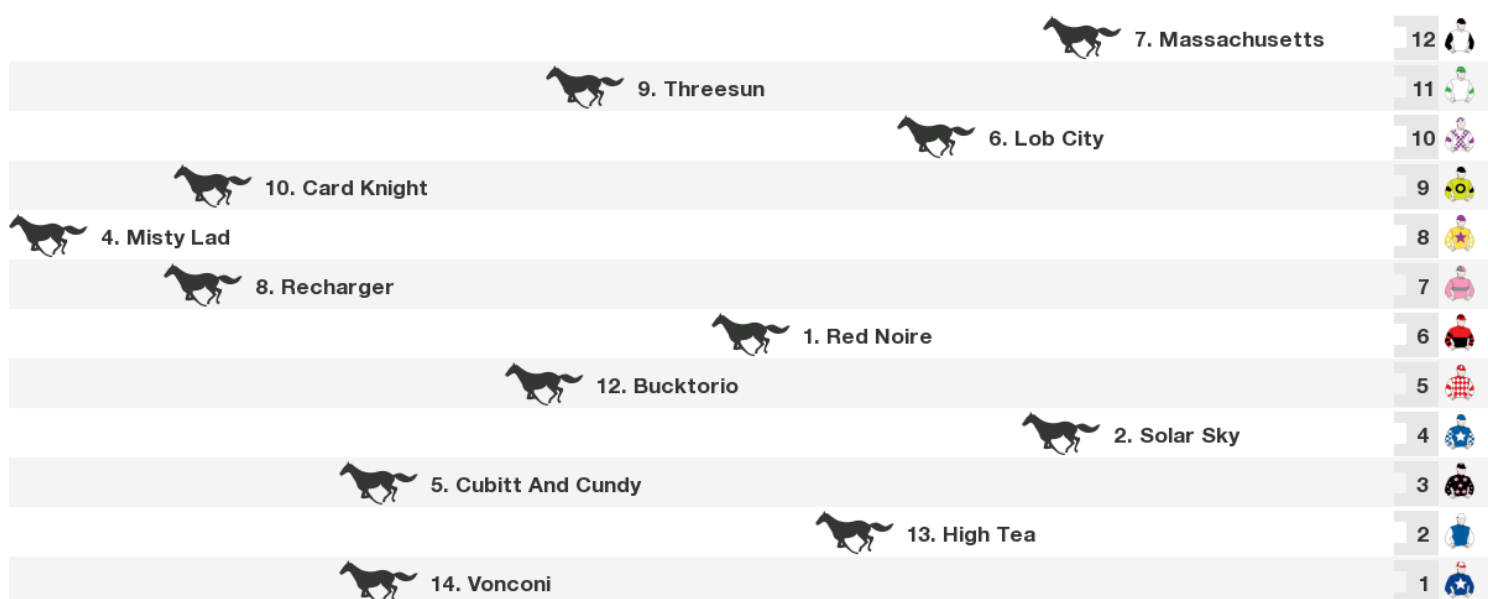 7. Massachusetts 12
9. Threesun 11
6. Lob City 10
10. Card Knight 9
4. Misty Lad 8
8. Recharger 7
1. Red Noire 6
12. Bucktorio 5
2. Solar Sky 4
5. Cubitt And Cundy 3
13. High Tea 2
14. Vonconi 1